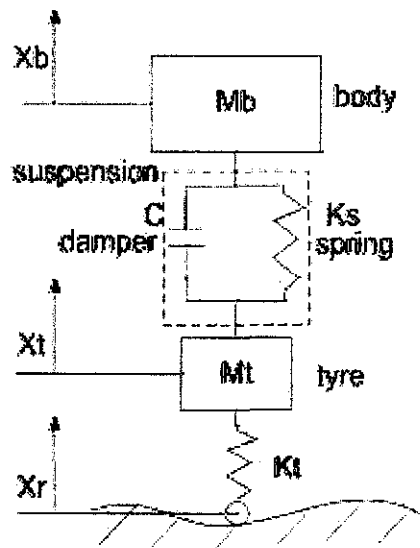 Xb
Mb body
suspension
C Ks
damper spring
Xt
Mt tyre
Xr Kt